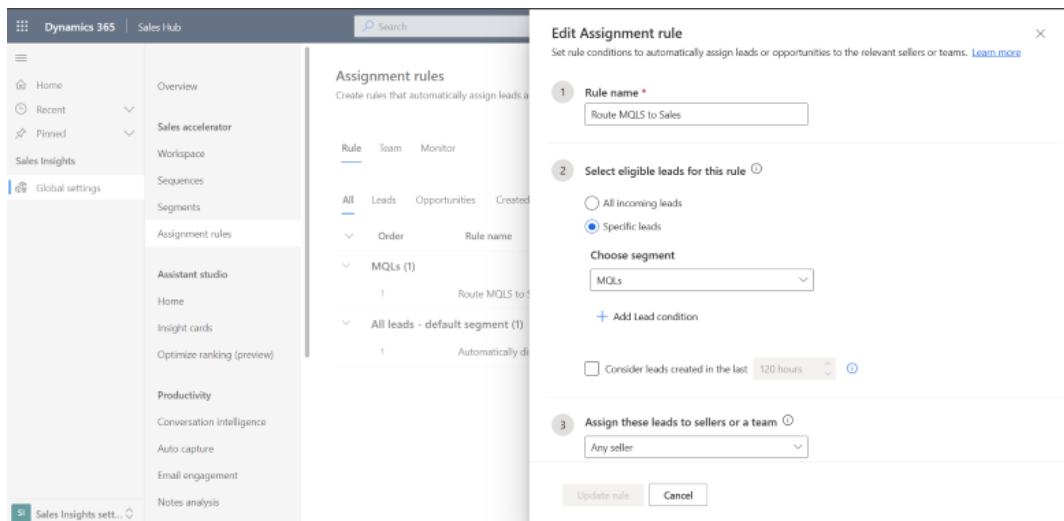 Dynamics 365 Sales Hub
Search
Home
Recent
Pinned
Sales Insights
Global settings
SI Sales Insights sett...
Overview
Sales accelerator
Workspace
Sequences
Segments
Assignment rules
Assistant studio
Home
Insight cards
Optimize ranking (preview)
Productivity
Conversation intelligence
Auto capture
Email engagement
Notes analysis
Assignment rules
Create rules that automatically assign leads a
Rule Team Monitor
All Leads Opportunities Created
Order Rule name
MQLs (1)
1 Route MQLS to S
All leads - default segment (1)
1 Automatically di
Edit Assignment rule
Set rule conditions to automatically assign leads or opportunities to the relevant sellers or teams. Learn more
1 Rule name *
Route MQLS to Sales
2 Select eligible leads for this rule
All incoming leads
Specific leads
Choose segment
MQLs
+ Add Lead condition
Consider leads created in the last 120 hours
3 Assign these leads to sellers or a team
Any seller
Update rule Cancel